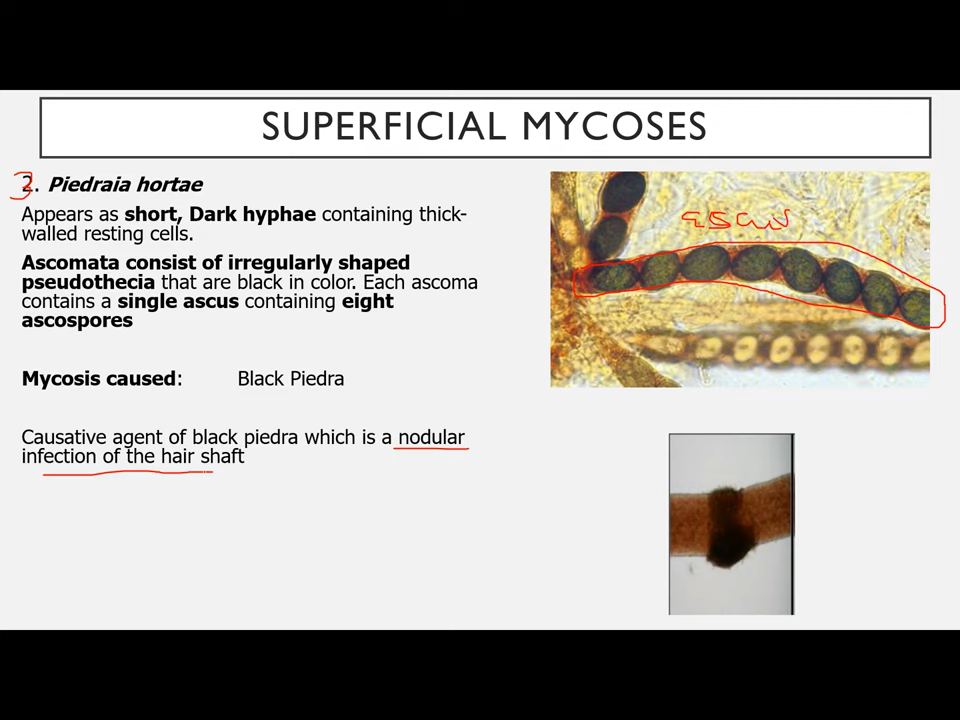 SUPERFICIAL MYCOSES
2. Piedraia hortae
Appears as short, Dark hyphae containing thick-
walled resting cells.
Ascomata consist of irregularly shaped
pseudothecia that are black in color. Each ascoma
contains a single ascus containing eight
ascospores
Mycosis caused: Black Piedra
Causative agent of black piedra which is a nodular
infection of the hair shaft